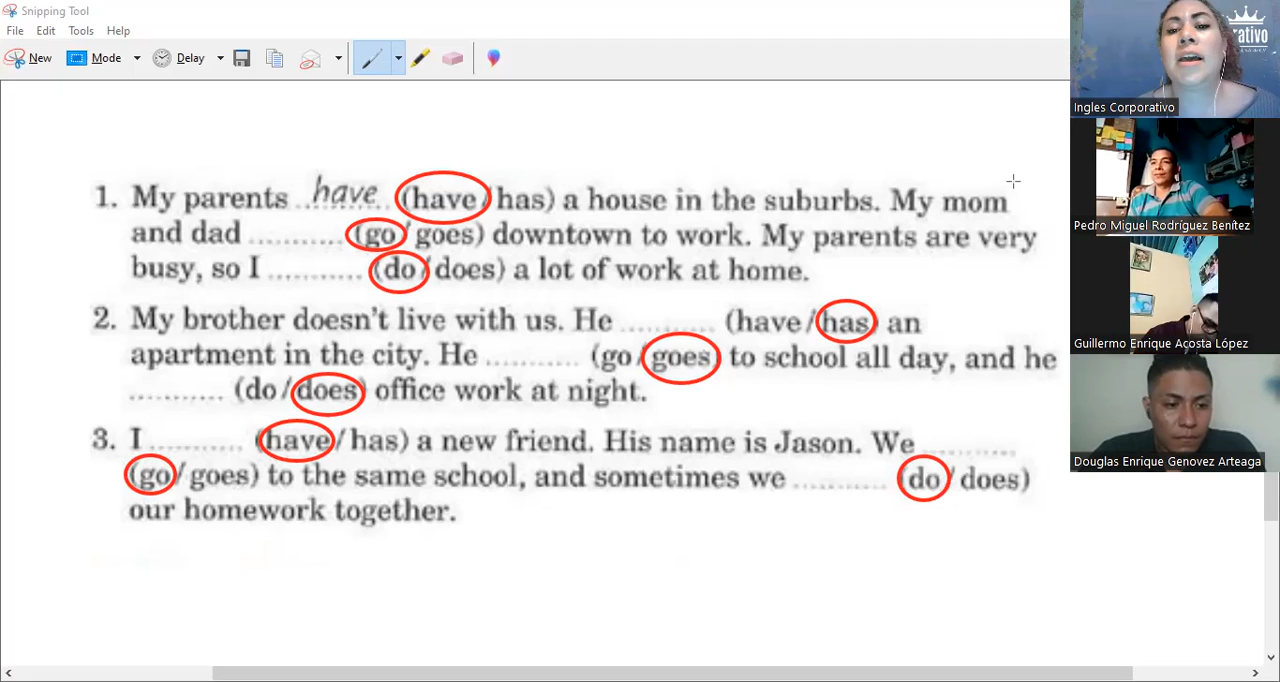 Snipping Tool
File Edit Tools Help
New Mode Delay
1. My parents have (have/has) a house in the suburbs. My mom
and dad ........... (go/goes) downtown to work. My parents are very
busy, so I ........... (do/does) a lot of work at home.
2. My brother doesn't live with us. He ........... (have/has) an
apartment in the city. He ........... (go/goes) to school all day, and he
........... (do/does) office work at night.
3. I ........... (have/has) a new friend. His name is Jason. We ...........
(go/goes) to the same school, and sometimes we ........... (do/does)
our homework together.
rativo
Ingles Corporativo
Pedro Miguel Rodríguez Benítez
Guillermo Enrique Acosta López
Douglas Enrique Genovez Arteaga